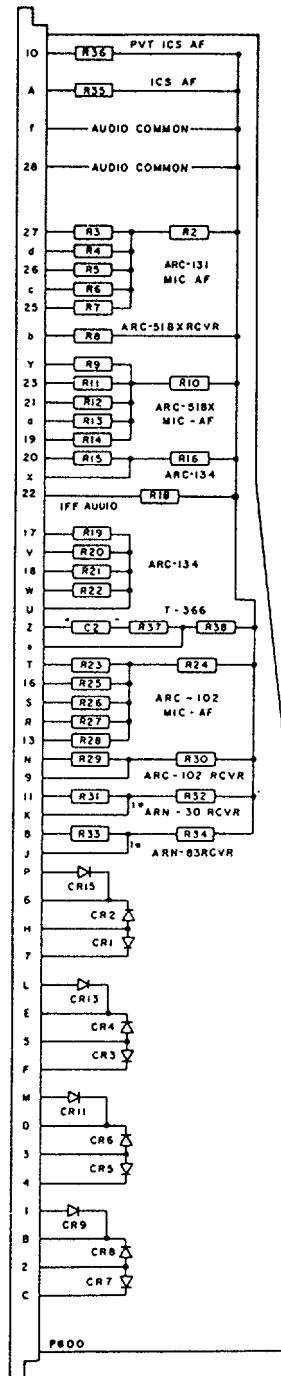 10 R36 PVT ICS AF
A R35 ICS AF
f AUDIO COMMON
28 AUDIO COMMON
27 R3 R2
d R4
26 R5 ARC-131
c R6 MIC AF
25 R7
b R8 ARC-51BXRCVR
Y R9
23 R11 R10
21 R12 ARC-51BX
a R13 MIC-AF
19 R14
20 R15 R16
X ARC-134
22 IFF AUDIO R18
17 R19
V R20 ARC-134
18 R21
W R22
U T-366
Z + C2 - R37 R38
e
T R23 R24
16 R25
S R26 ARC-102
R R27 MIC-AF
13 R28
N R29 R30
9 ARC-102 RCVR
11 R31 R32
K 1* ARN-30 RCVR
8 R33 R34
J 1* ARN-83RCVR
P
CR15
6
CR2
H
CR1
7
L
CR13
E
CR4
5
CR3
F
M
CR11
D
CR6
3
CR5
4
1
CR9
B
CR8
2
CR7
C
P600